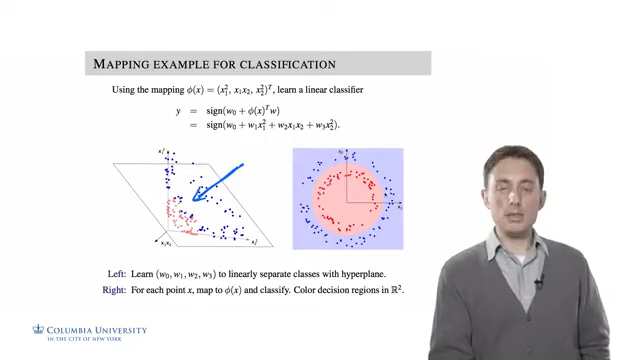 MAPPING EXAMPLE FOR CLASSIFICATION
Using the mapping ϕ(x) = (x₁², x₁x₂, x₂²)ᵀ, learn a linear classifier
y = sign(w₀ + ϕ(x)ᵀw)
= sign(w₀ + w₁x₁² + w₂x₁x₂ + w₃x₂²).
x₂
x₁
x₁x₂
Left: Learn (w₀, w₁, w₂, w₃) to linearly separate classes with hyperplane.
Right: For each point x, map to ϕ(x) and classify. Color decision regions in ℝ².
COLUMBIA UNIVERSITY
IN THE CITY OF NEW YORK